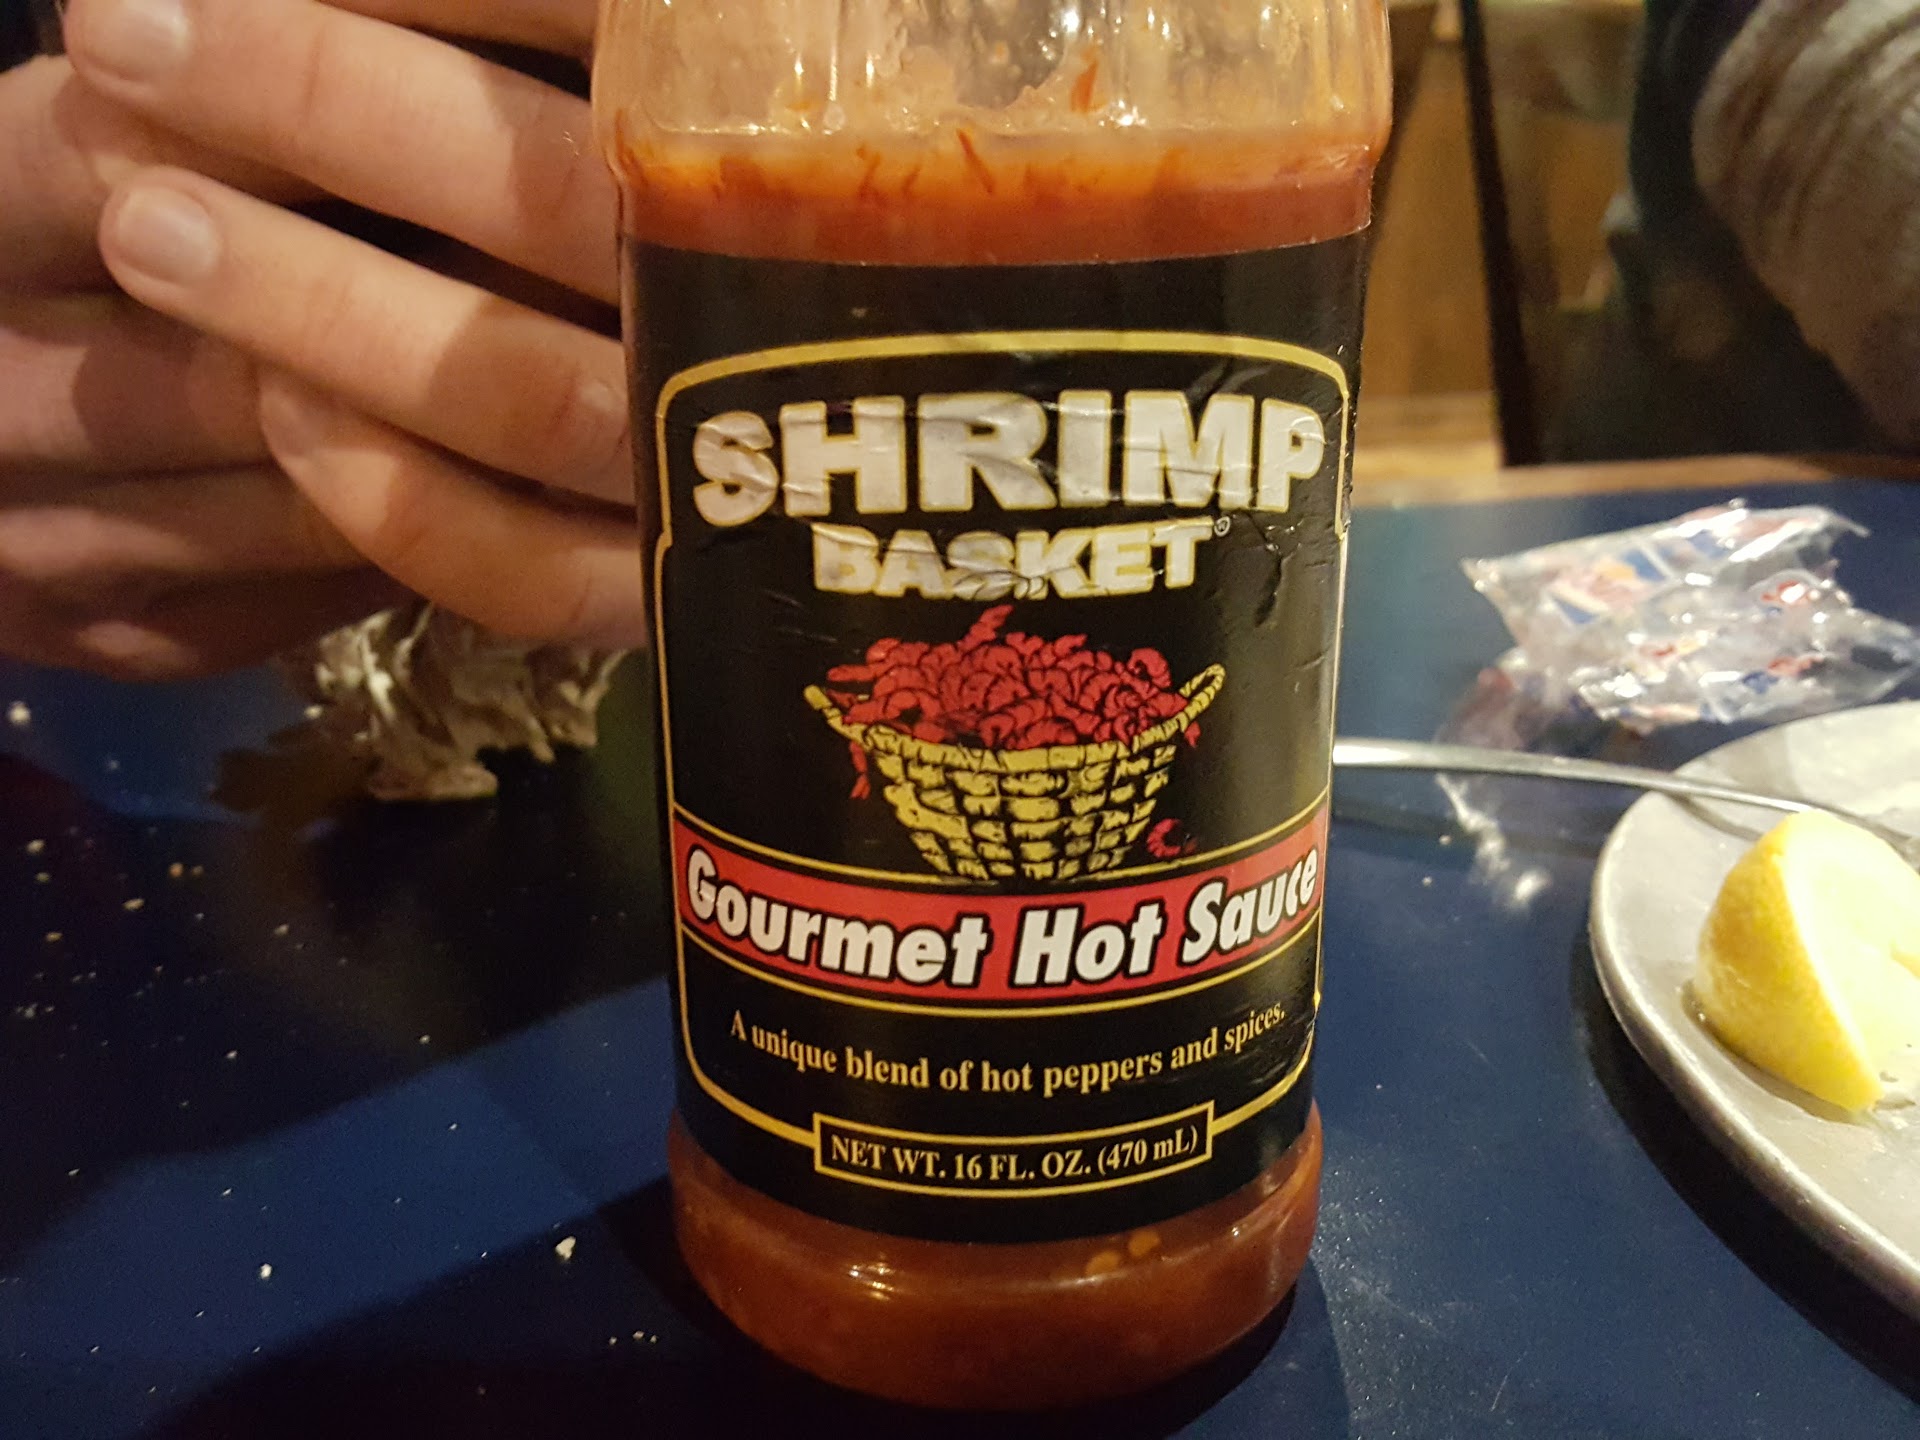 SHRIMP
BASKET®
Gourmet Hot Sauce
A unique blend of hot peppers and spices.
NET WT. 16 FL. OZ. (470 mL)